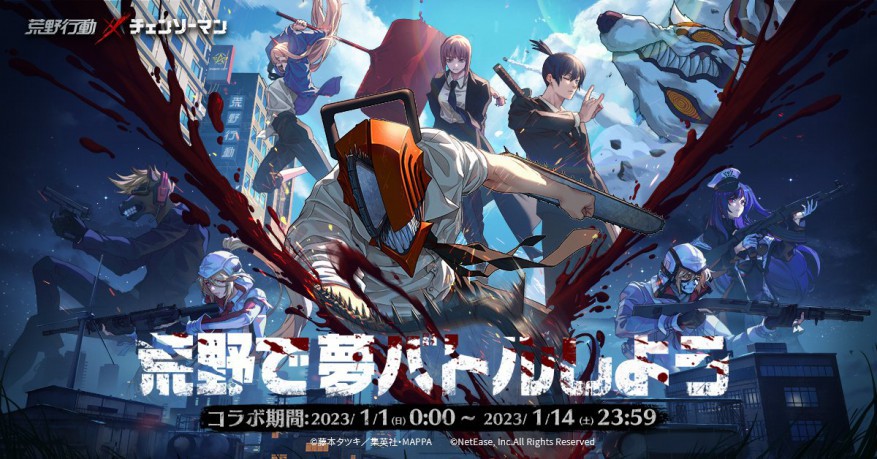 荒野行動 × チェンソーマン
荒野行動
荒野で夢バトルしよう
コラボ期間:2023/ 1/1(日) 0:00 ~ 2023/ 1/14(土) 23:59
©藤本タツキ/集英社・MAPPA ©NetEase, Inc.All Rights Reserved